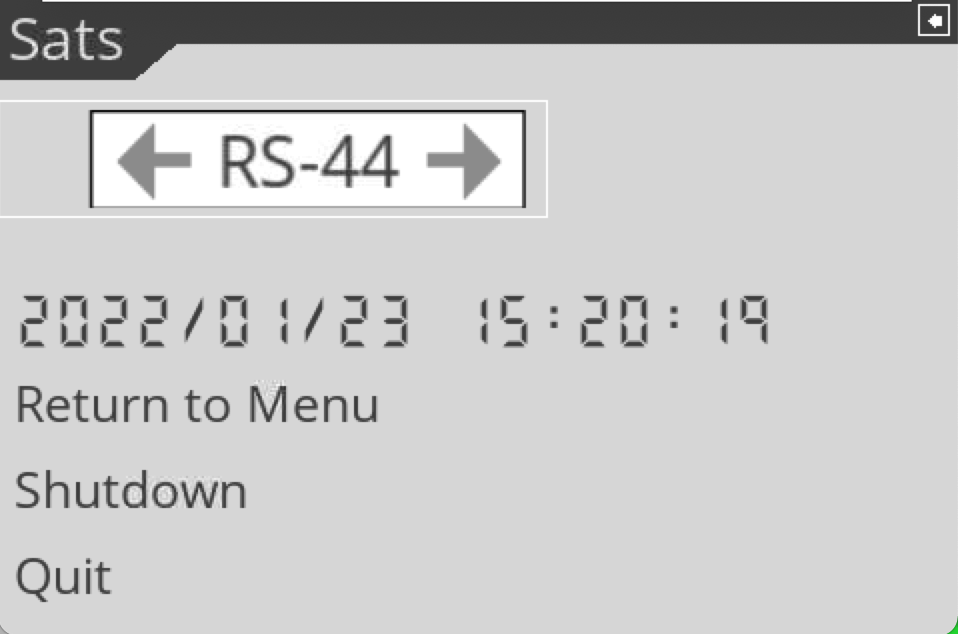 Sats
RS-44
2022/01/23 15:20:19
Return to Menu
Shutdown
Quit